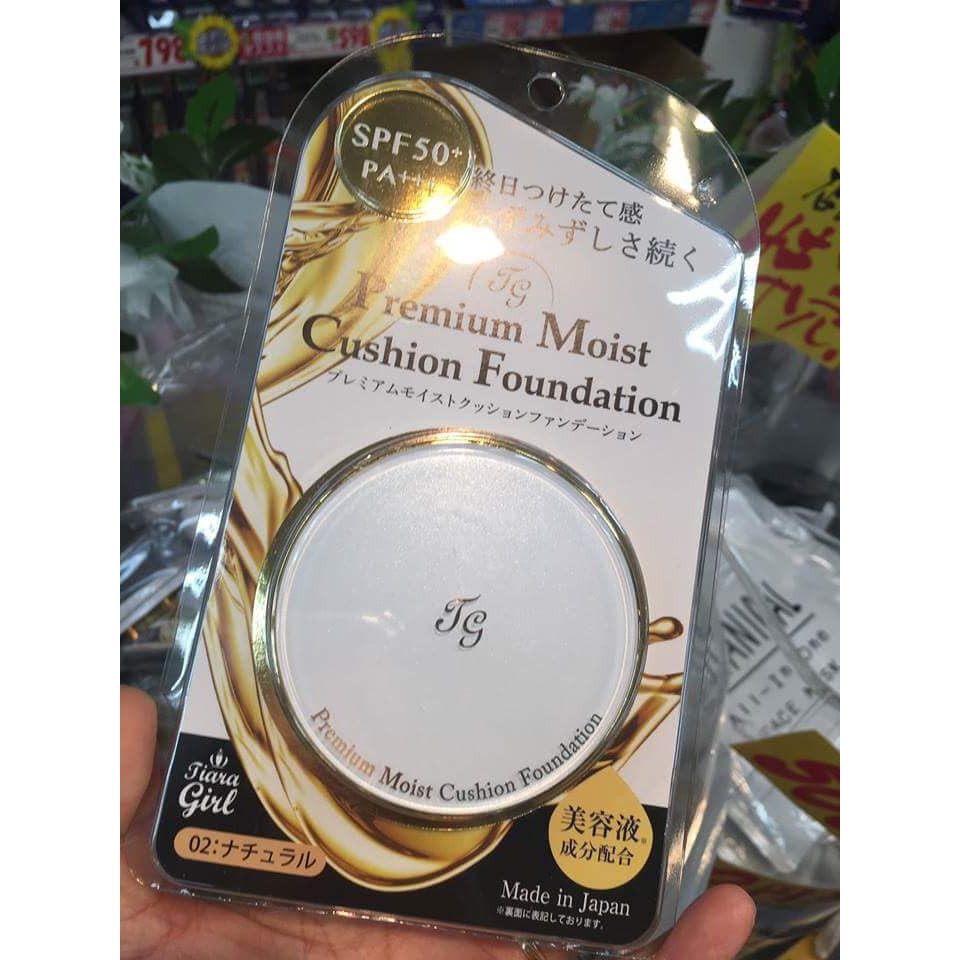 798
598
SPF50+
PA+++
終日つけたて感
みずみずしさ続く
TG
Premium Moist
Cushion Foundation
プレミアムモイストクッションファンデーション
TG
Premium Moist Cushion Foundation
Tiara
Girl
02:ナチュラル
美容液※
成分配合
Made in Japan
※裏面に表記しております。